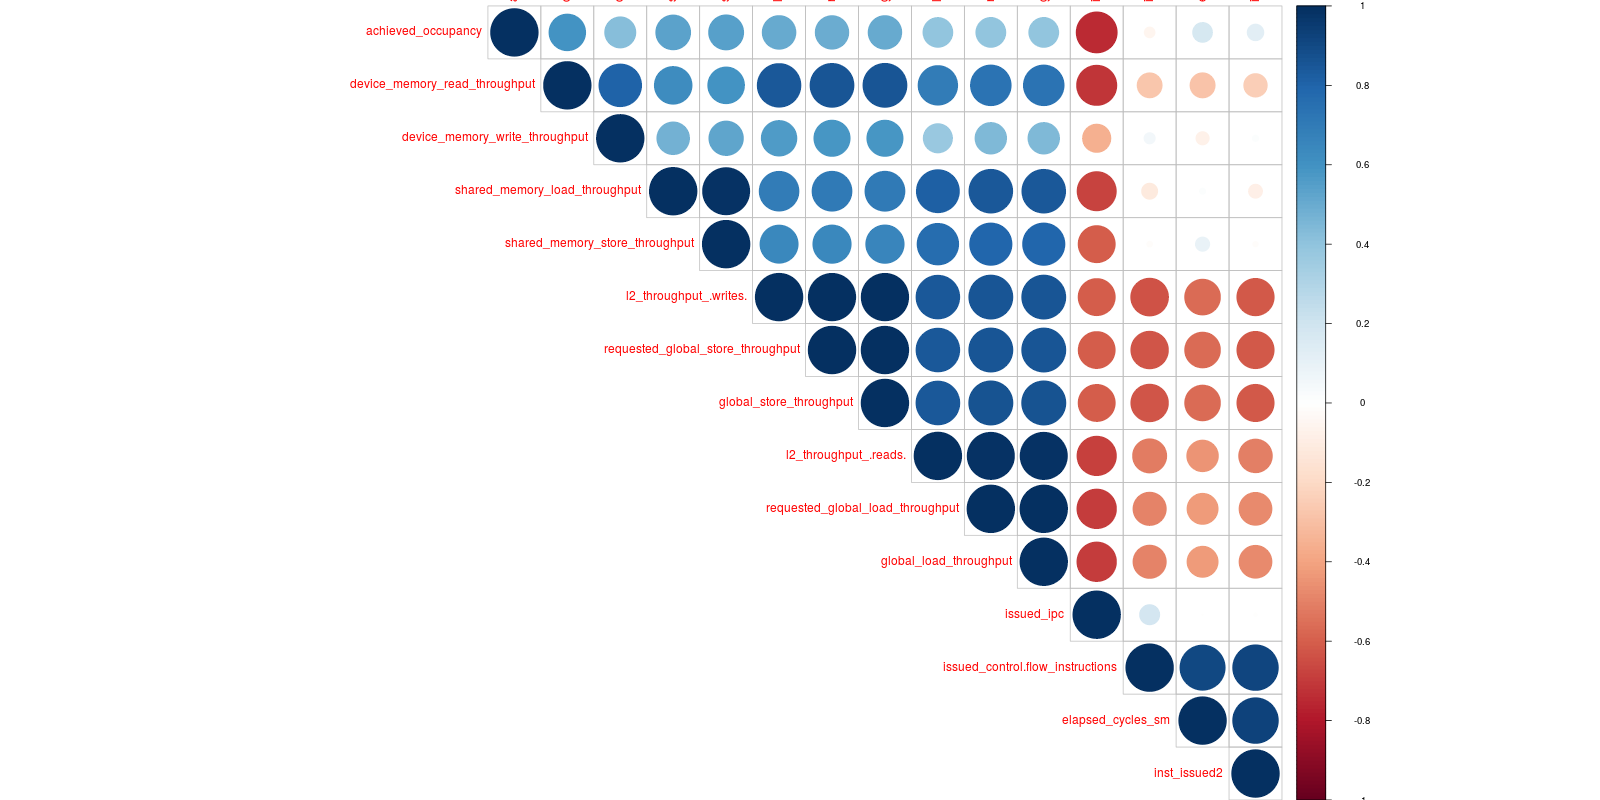 achieved_occupancy
device_memory_read_throughput
device_memory_write_throughput
shared_memory_load_throughput
shared_memory_store_throughput
l2_throughput_.writes.
requested_global_store_throughput
global_store_throughput
l2_throughput_.reads.
requested_global_load_throughput
global_load_throughput
issued_ipc
issued_control.flow_instructions
elapsed_cycles_sm
inst_issued2
1
0.8
0.6
0.4
0.2
0
-0.2
-0.4
-0.6
-0.8